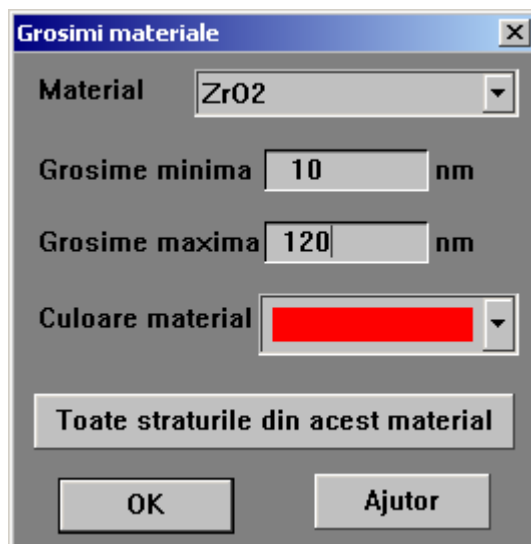 Grosimi materiale
Material ZrO2
Grosime minima 10 nm
Grosime maxima 120 nm
Culoare material
Toate straturile din acest material
OK Ajutor